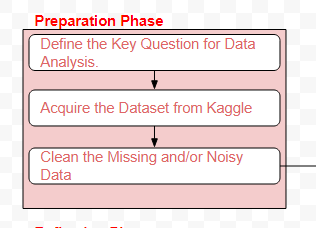 Preparation Phase
Define the Key Question for Data
Analysis.
Acquire the Dataset from Kaggle
Clean the Missing and/or Noisy
Data